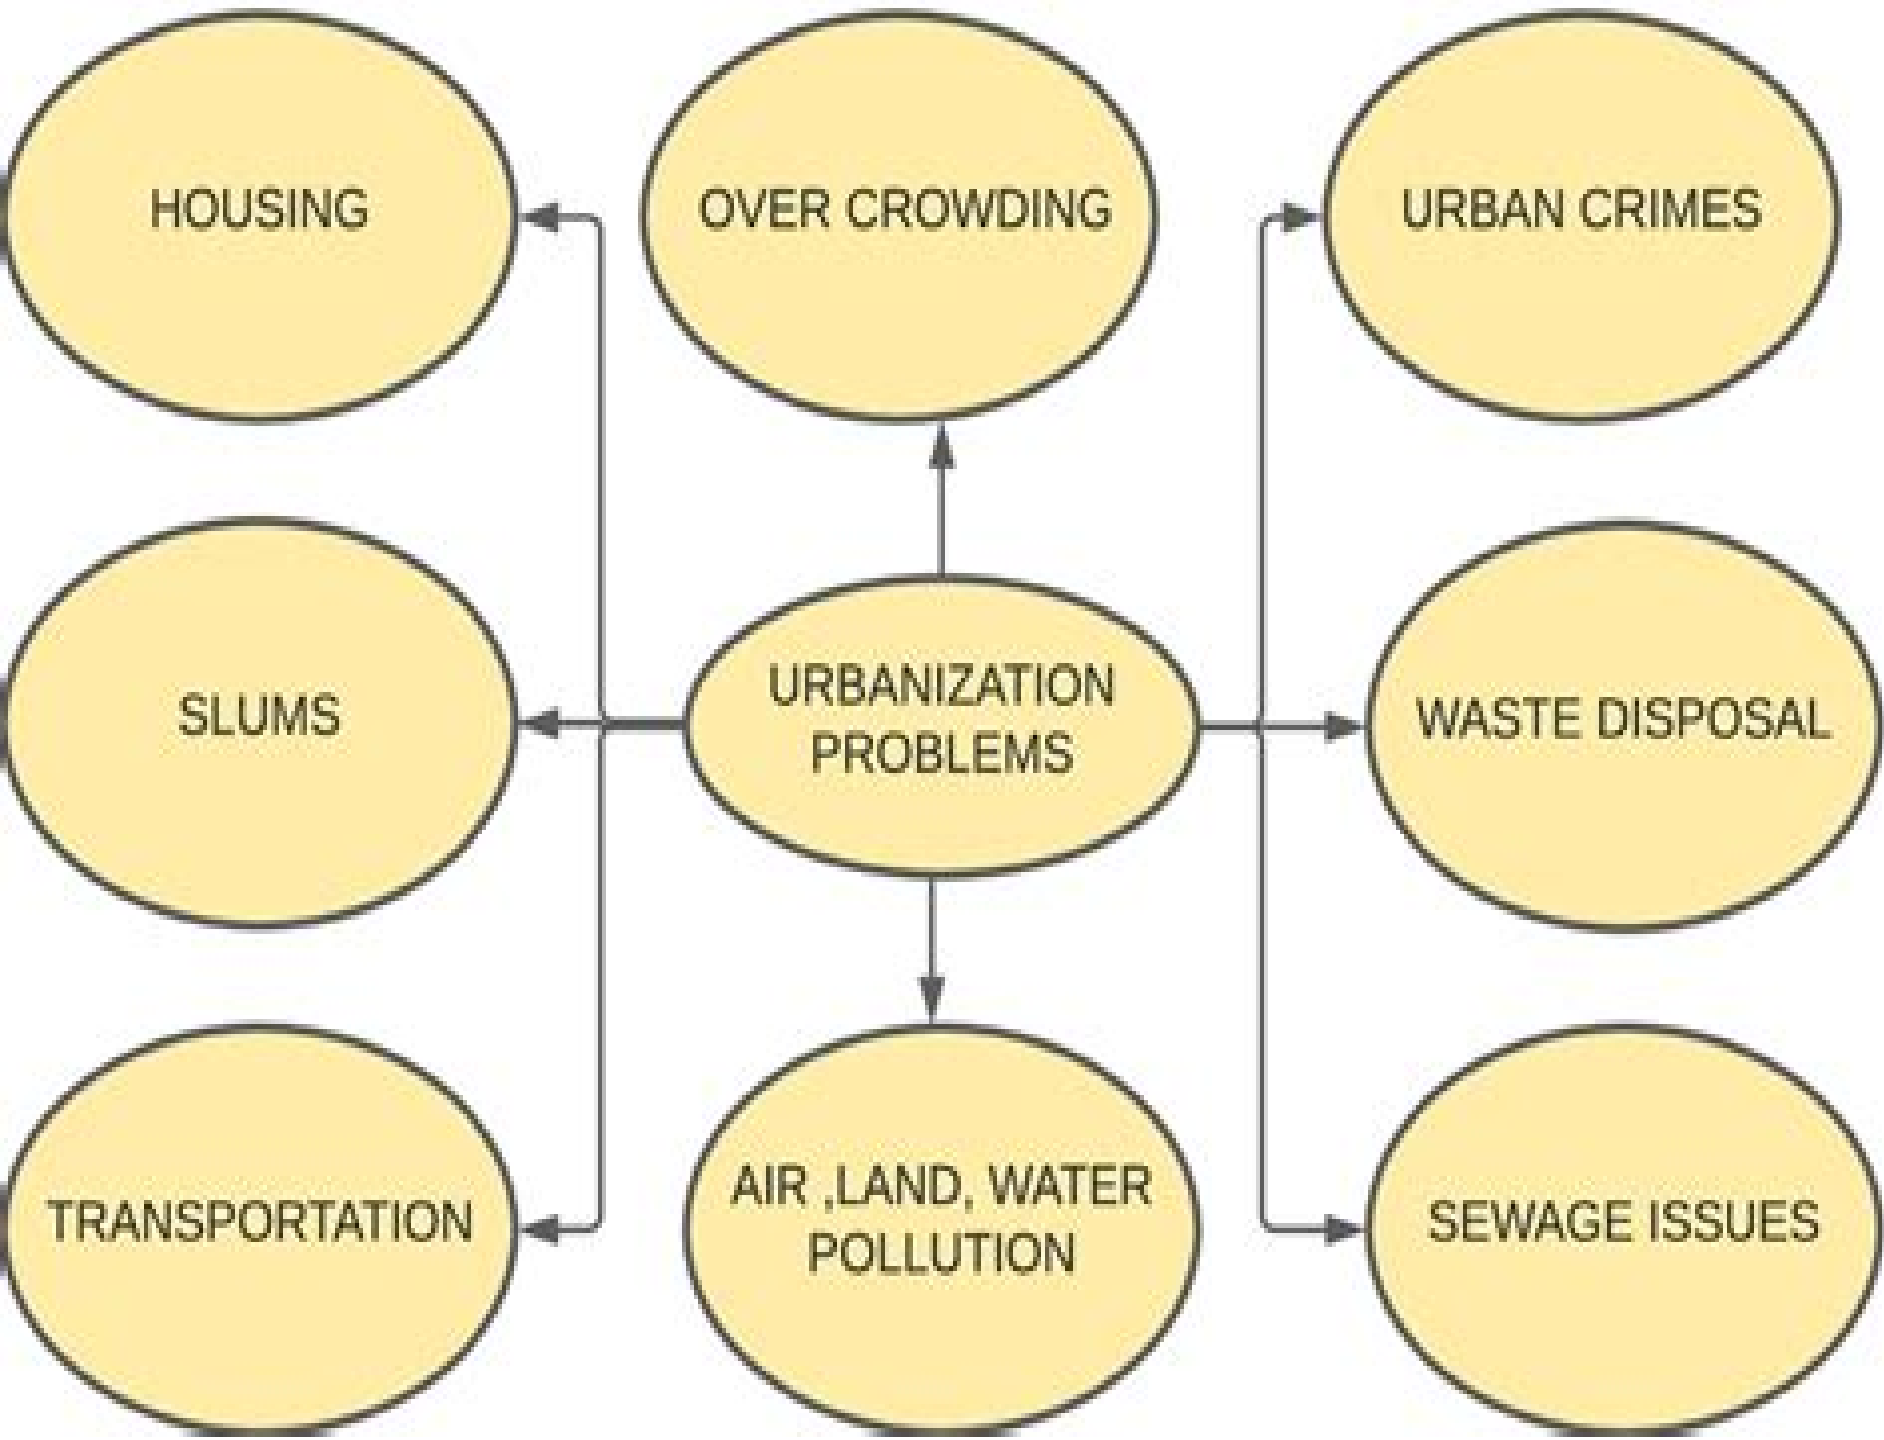 HOUSING
OVER CROWDING
URBAN CRIMES
SLUMS
URBANIZATION
PROBLEMS
WASTE DISPOSAL
TRANSPORTATION
AIR ,LAND, WATER
POLLUTION
SEWAGE ISSUES